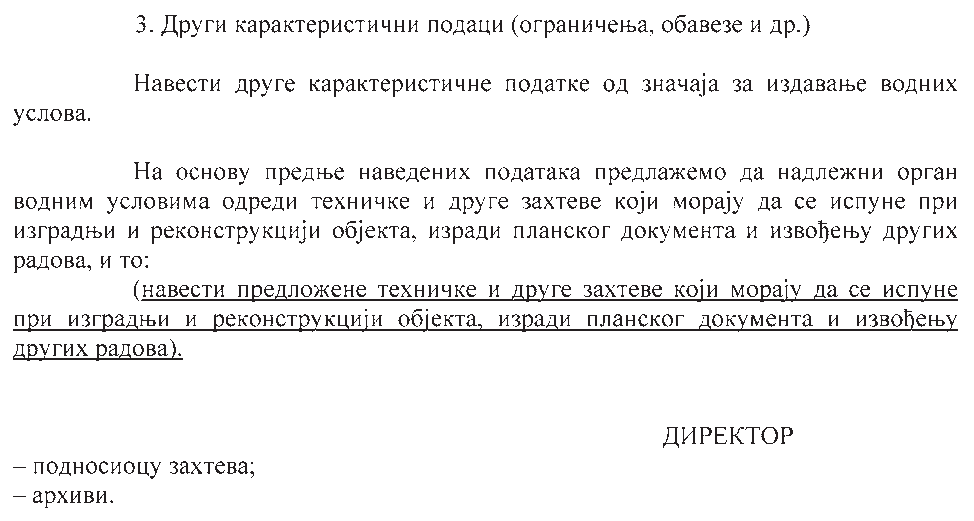 3. Други карактеристични подаци (ограничења, обавезе и др.)
Навести друге карактеристичне податке од значаја за издавање водних
услова.
На основу предње наведених података предлажемо да надлежни орган
водним условима одреди техничке и друге захтеве који морају да се испуне при
изградњи и реконструкцији објекта, изради планског документа и извођењу других
радова, и то:
(навести предложене техничке и друге захтеве који морају да се испуне
при изградњи и реконструкцији објекта, изради планског документа и извођењу
других радова).
ДИРЕКТОР
– подносиоцу захтева;
– архиви.